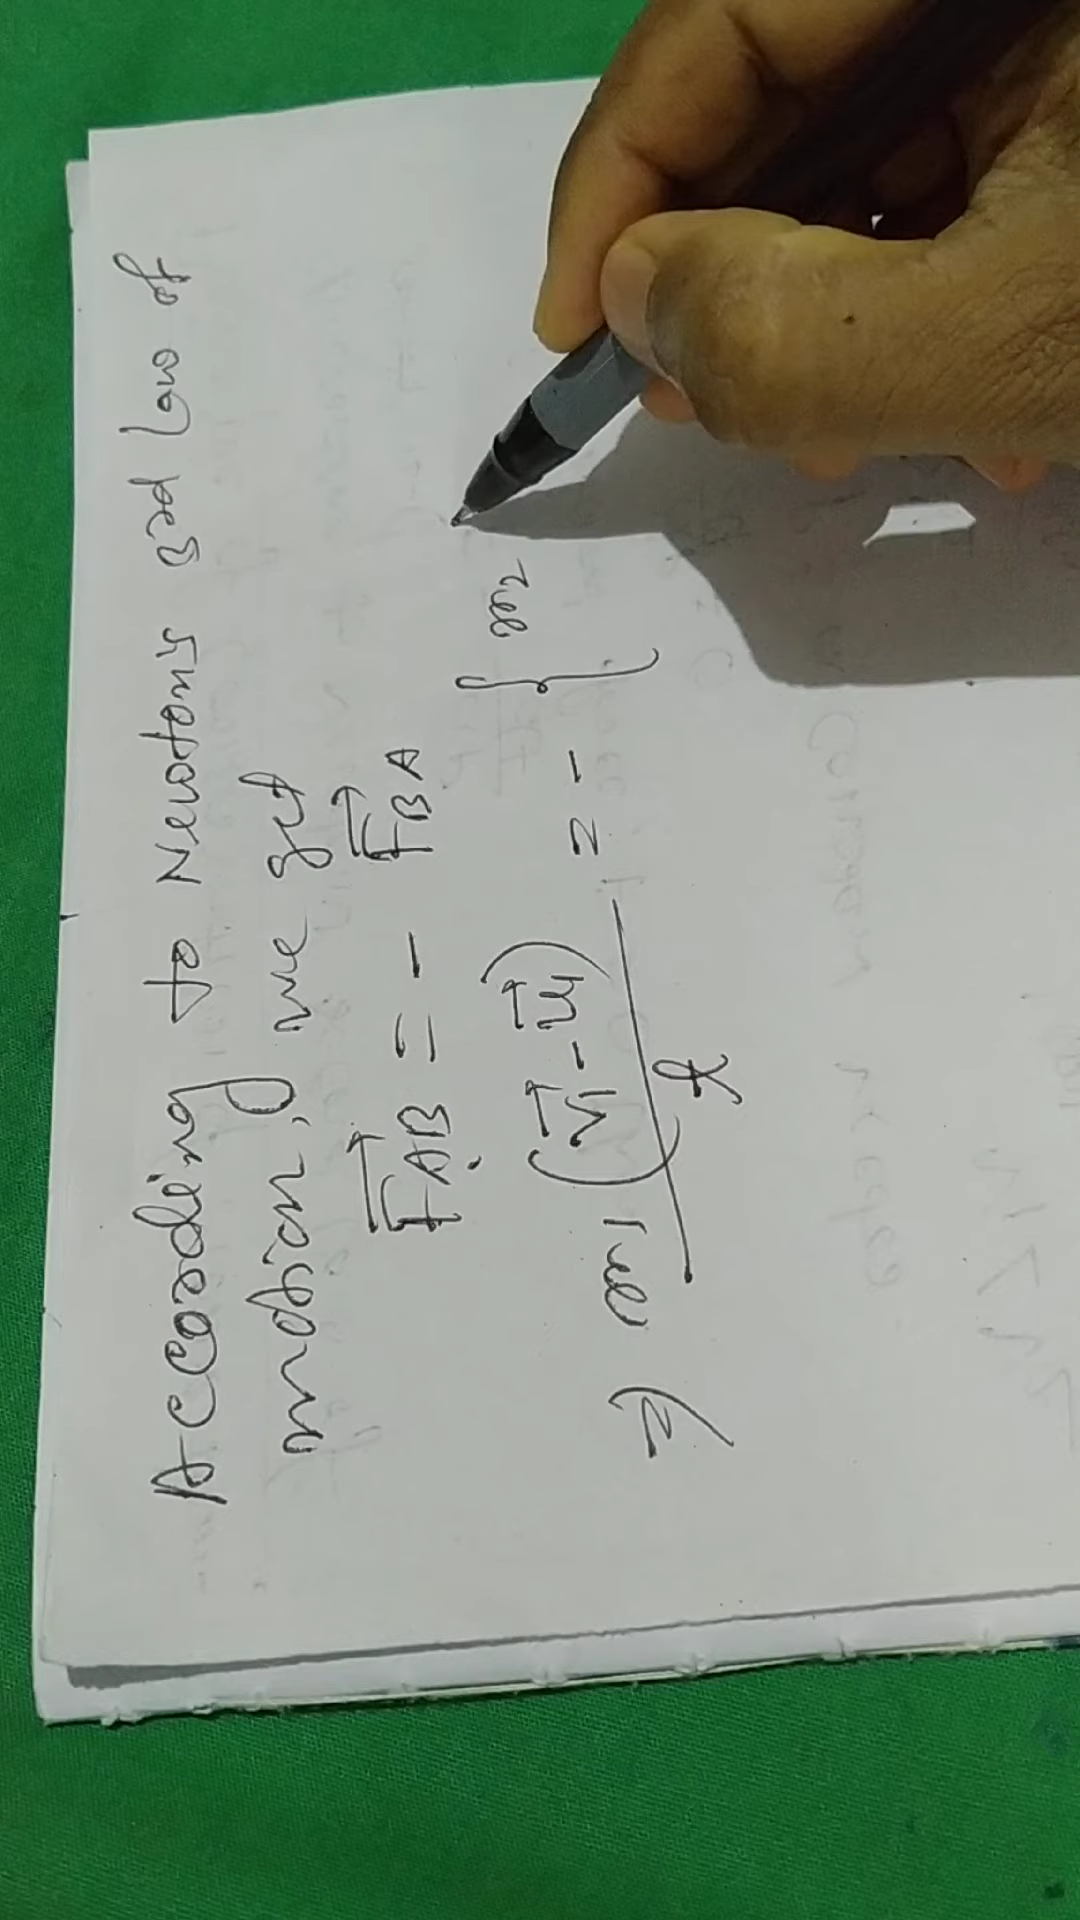 According to Newton's 3rd law of
motion, we get
F⃗AB = - F⃗BA
⇒ m1 (v⃗1 - u⃗1) / t = - { m2